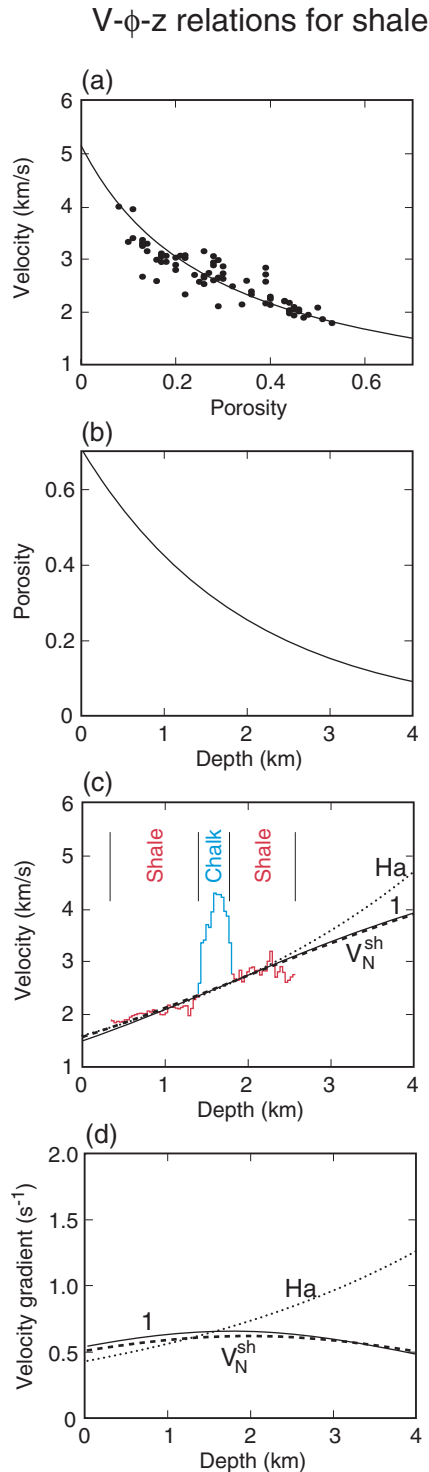 V-ϕ-z relations for shale
(a)
6
5
4
3
2
1
Velocity (km/s)
0
0.2
0.4
0.6
Porosity
(b)
0.6
0.4
0.2
0
Porosity
0
1
2
3
4
Depth (km)
(c)
6
5
4
3
2
1
Velocity (km/s)
Shale
Chalk
Shale
Ha
1
V_N^sh
0
1
2
3
4
Depth (km)
(d)
2.0
1.5
1.0
0.5
0
Velocity gradient (s⁻¹)
1
Ha
V_N^sh
0
1
2
3
4
Depth (km)